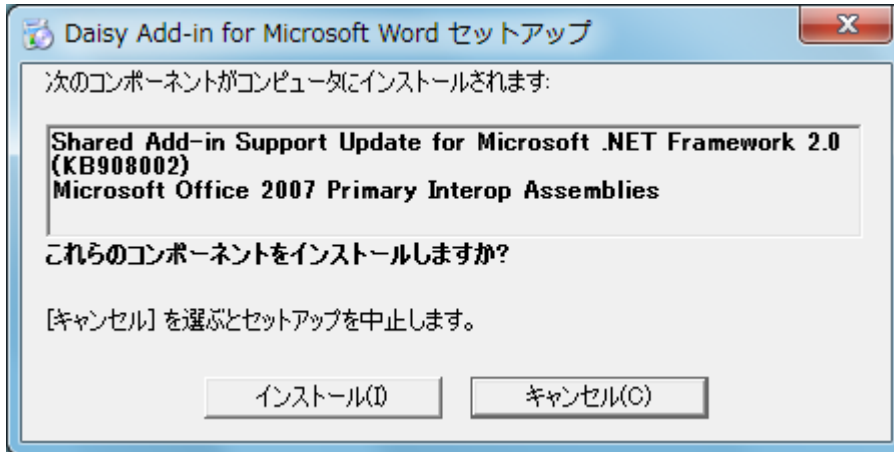 Daisy Add-in for Microsoft Word セットアップ
次のコンポーネントがコンピュータにインストールされます:
Shared Add-in Support Update for Microsoft .NET Framework 2.0
(KB908002)
Microsoft Office 2007 Primary Interop Assemblies
これらのコンポーネントをインストールしますか?
[キャンセル] を選ぶとセットアップを中止します。
インストール(I) キャンセル(C)